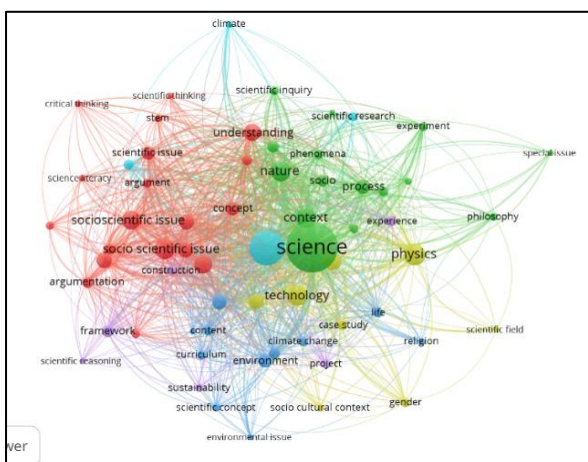 climate
scientific thinking
scientific inquiry
critical thinking
stem
scientific research
understanding
experiment
scientific issue
phenomena
special issue
science literacy
argument
nature
socio
process
socioscientific issue
concept
context
experience
philosophy
socio scientific issue
science
physics
construction
argumentation
technology
framework
content
case study
life
scientific field
climate change
religion
scientific reasoning
curriculum
environment
project
sustainability
scientific concept
socio cultural context
gender
environmental issue
wer